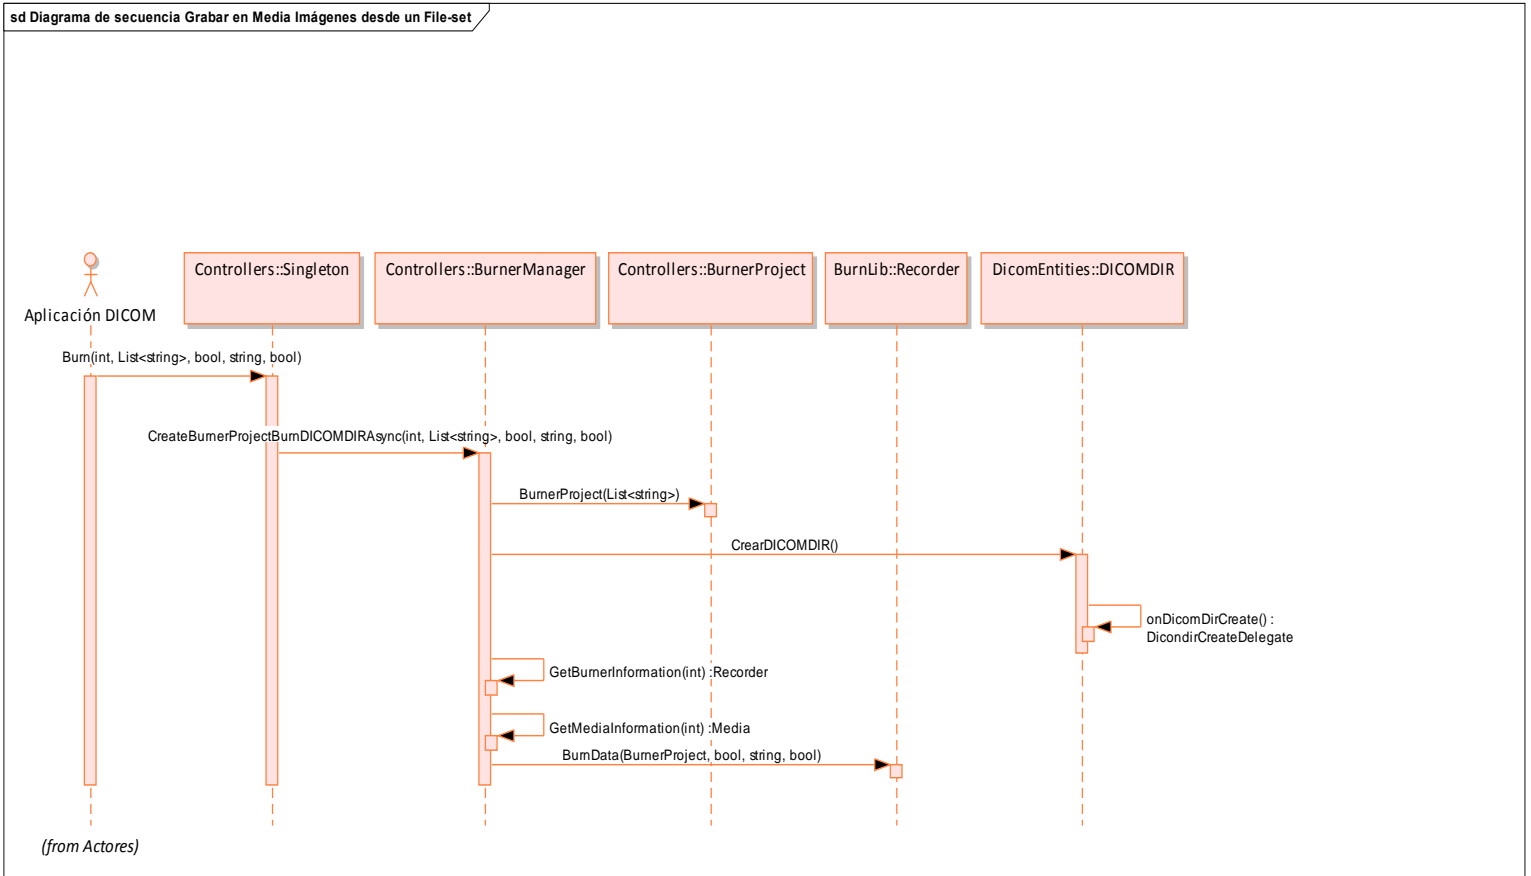 sd Diagrama de secuencia Grabar en Media Imágenes desde un File-set
Aplicación DICOM
Controllers::Singleton
Controllers::BurnerManager
Controllers::BurnerProject
BurnLib::Recorder
DicomEntities::DICOMDIR
Burn(int, List<string>, bool, string, bool)
CreateBurnerProjectBurnDICOMDIRAsync(int, List<string>, bool, string, bool)
BurnerProject(List<string>)
CrearDICOMDIR()
onDicomDirCreate() :
DicondirCreateDelegate
GetBurnerInformation(int) :Recorder
GetMediaInformation(int) :Media
BurnData(BurnerProject, bool, string, bool)
(from Actores)